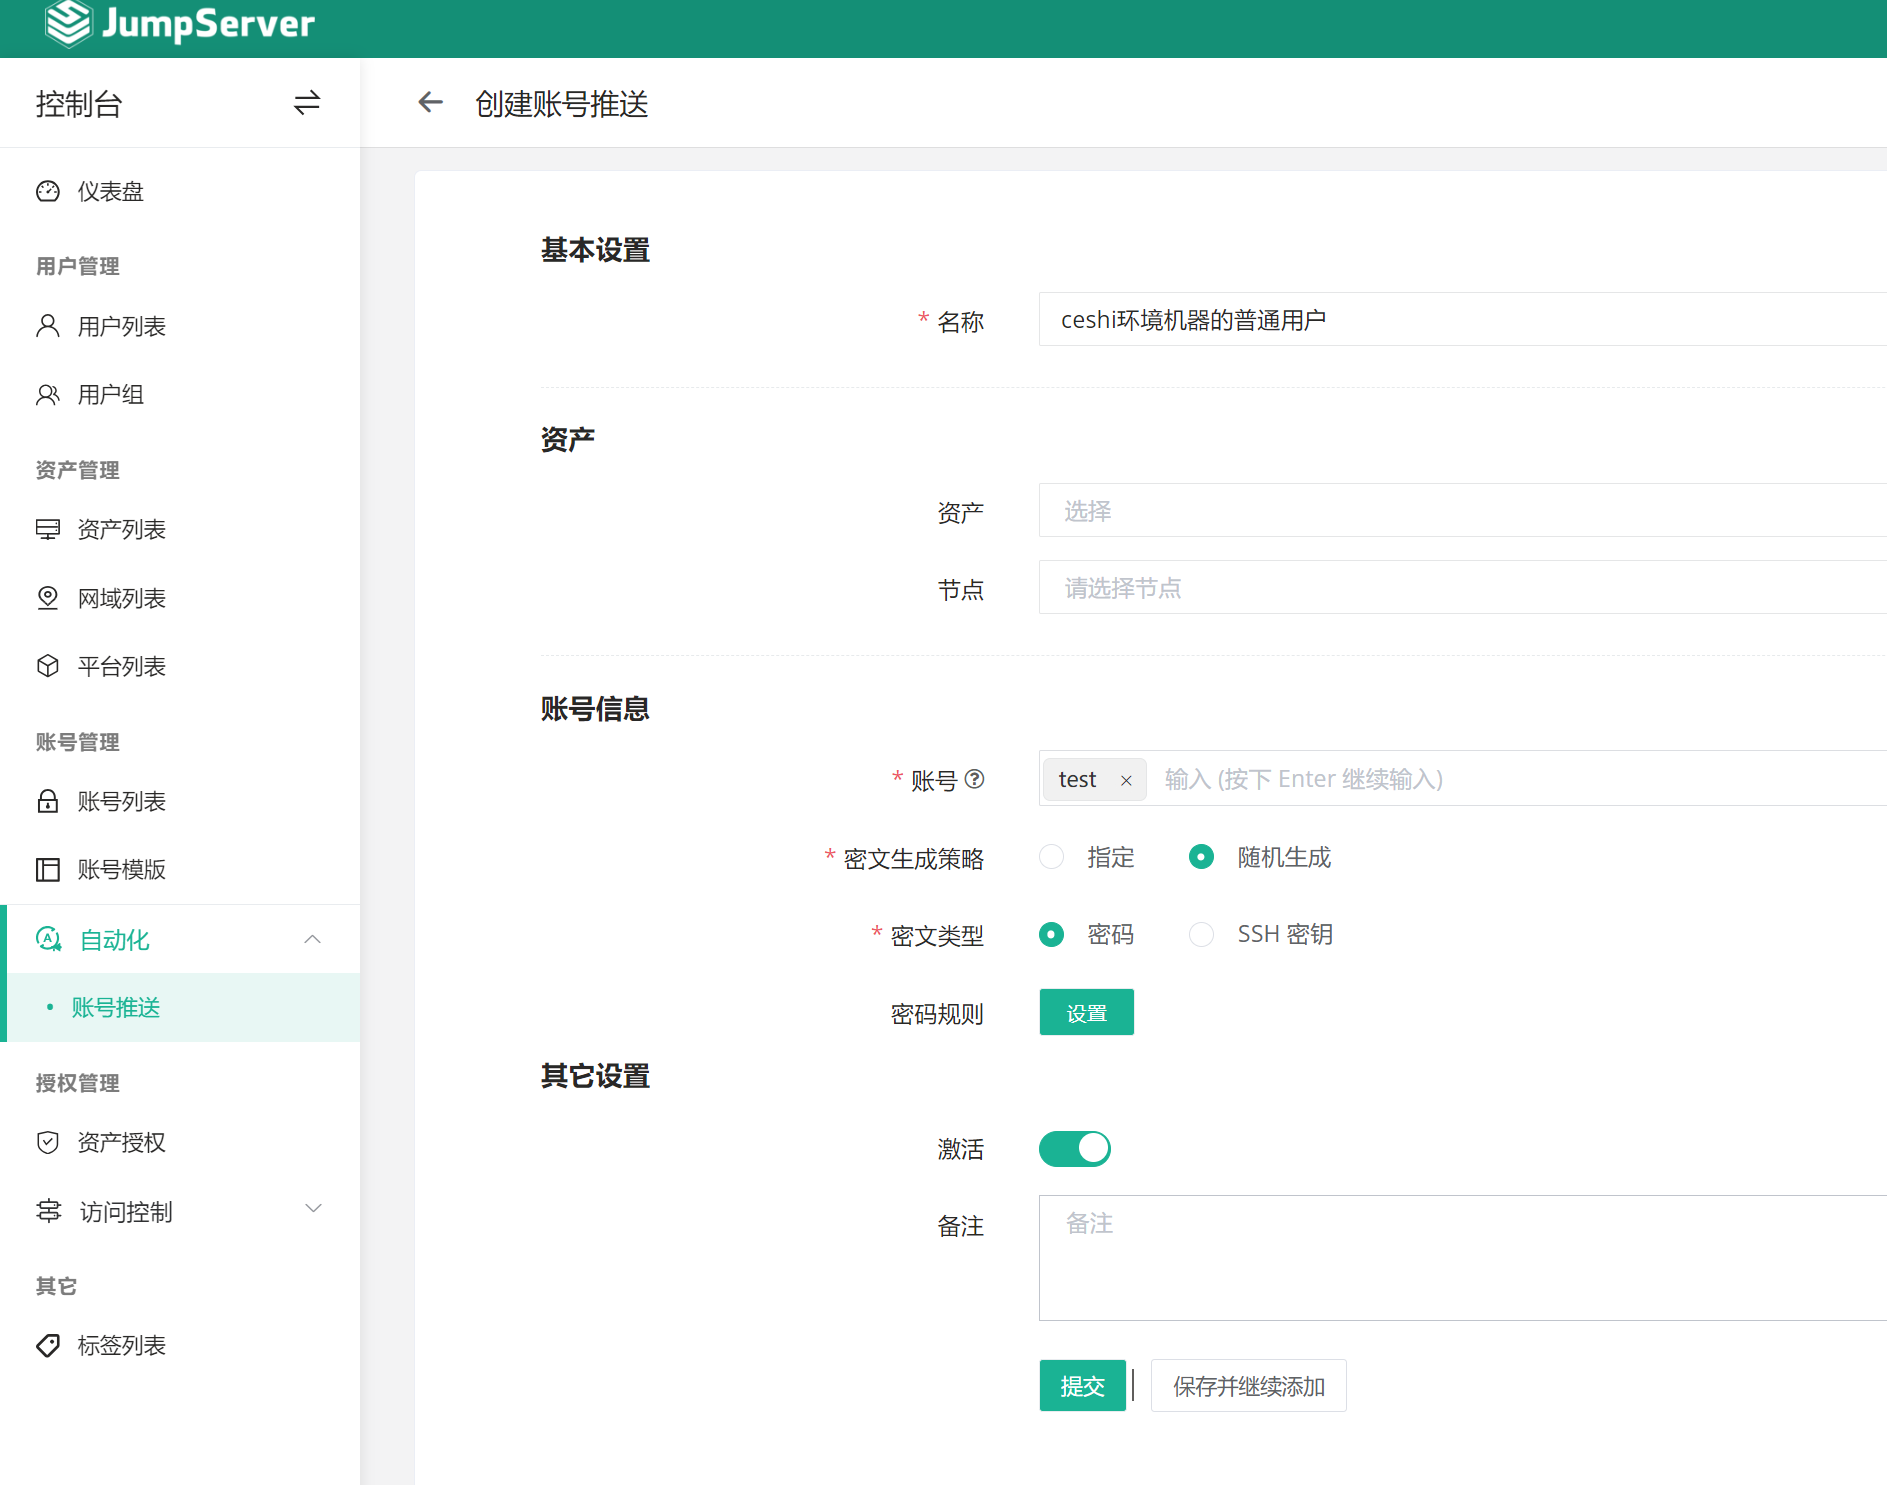 JumpServer
控制台
创建账号推送
仪表盘
用户管理
用户列表
用户组
资产管理
资产列表
网域列表
平台列表
账号管理
账号列表
账号模版
自动化
账号推送
授权管理
资产授权
访问控制
其它
标签列表
基本设置
* 名称 ceshi环境机器的普通用户
资产
资产 选择
节点 请选择节点
账号信息
* 账号 test × 输入 (按下 Enter 继续输入)
* 密文生成策略 指定 随机生成
* 密文类型 密码 SSH 密钥
密码规则 设置
其它设置
激活
备注 备注
提交 保存并继续添加